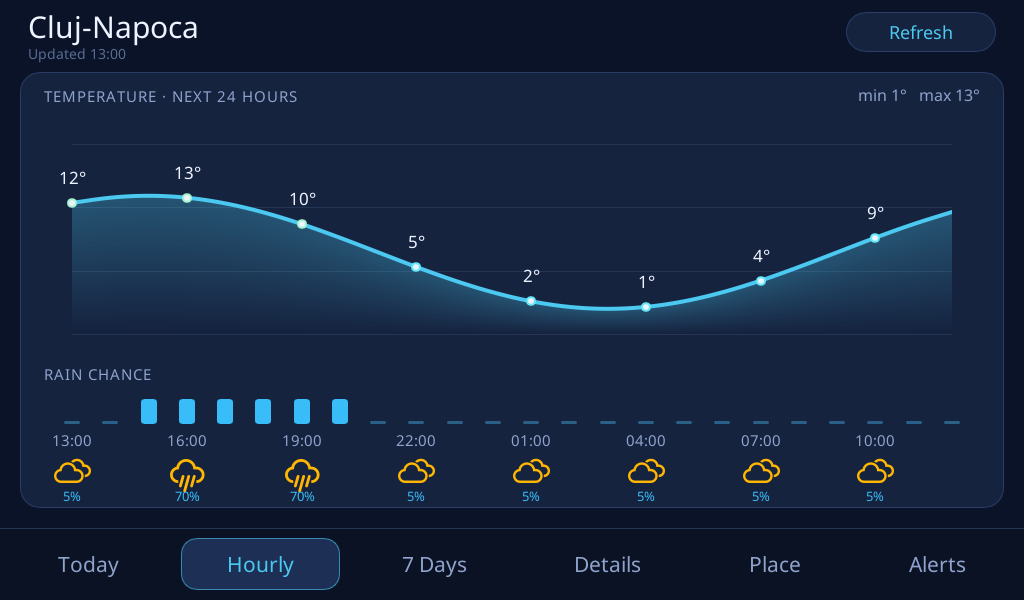 Cluj-Napoca
Updated 13:00
Refresh
TEMPERATURE · NEXT 24 HOURS
min 1° max 13°
12° 13° 10° 5° 2° 1° 4° 9°
RAIN CHANCE
13:00 16:00 19:00 22:00 01:00 04:00 07:00 10:00
5% 70% 70% 5% 5% 5% 5% 5%
Today Hourly 7 Days Details Place Alerts